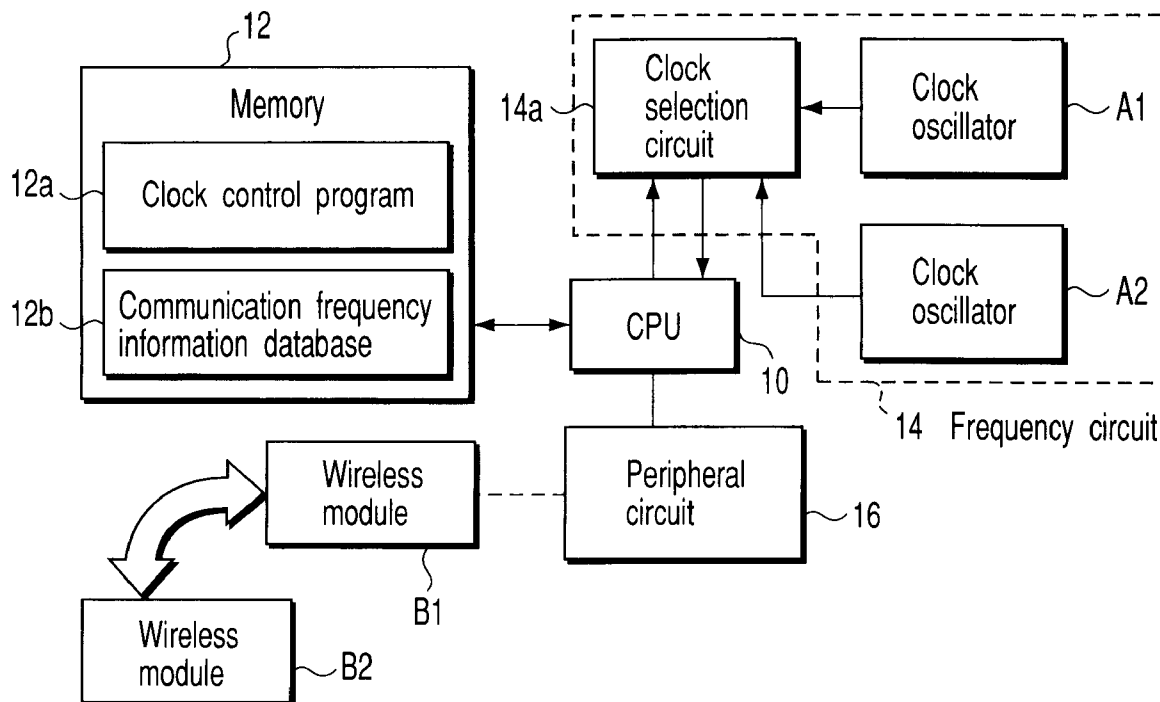 12
Memory
12a
Clock control program
12b
Communication frequency
information database
14a
Clock
selection
circuit
Clock
oscillator
A1
Clock
oscillator
A2
CPU
10
14 Frequency circuit
Wireless
module
B1
Peripheral
circuit
16
Wireless
module
B2